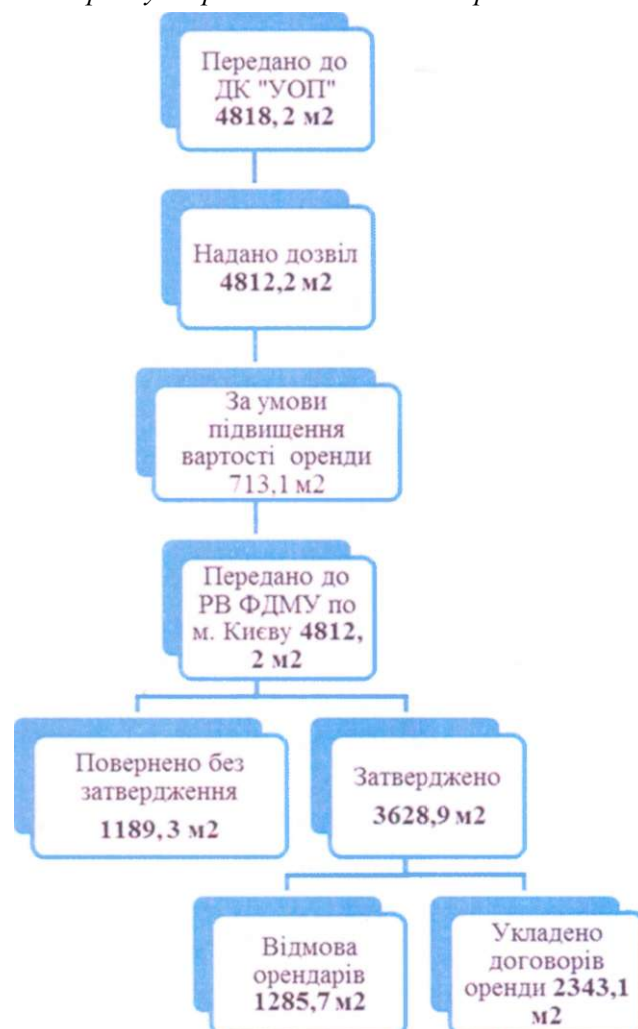 Передано до
ДК "УОП"
4818, 2 м2
Надано дозвіл
4812,2 м2
За умови
підвищення
вартості оренди
713,1 м2
Передано до
РВ ФДМУ по
м. Києву 4812,
2 м2
Повернено без
затвердження
1189, 3 м2
Затверджено
3628,9 м2
Відмова
орендарів
1285,7 м2
Укладено
договорів
оренди 2343,1
м2